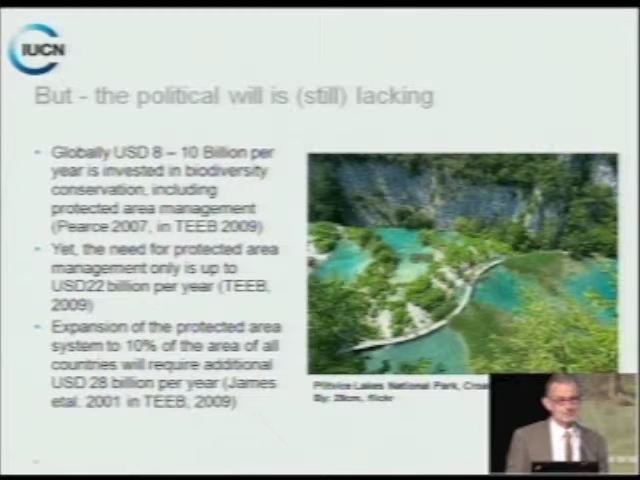 IUCN
But - the political will is (still) lacking
• Globally USD 8 – 10 Billion per
year is invested in biodiversity
conservation, including
protected area management
(Pearce 2007, in TEEB 2009)
• Yet, the need for protected area
management only is up to
USD22 billion per year (TEEB,
2009)
• Expansion of the protected area
system to 10% of the area of all
countries will require additional
USD 28 billion per year (James
etal. 2001 in TEEB, 2009)
Plitvice Lakes National Park, Croa
By: 28cm, flickr